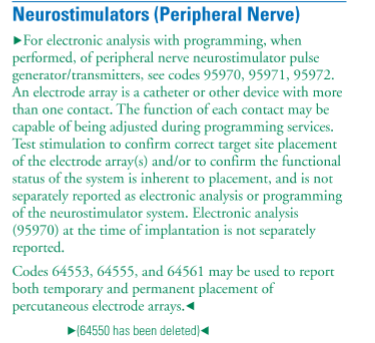 Neurostimulators (Peripheral Nerve)
▶For electronic analysis with programming, when
performed, of peripheral nerve neurostimulator pulse
generator/transmitters, see codes 95970, 95971, 95972.
An electrode array is a catheter or other device with more
than one contact. The function of each contact may be
capable of being adjusted during programming services.
Test stimulation to confirm correct target site placement
of the electrode array(s) and/or to confirm the functional
status of the system is inherent to placement, and is not
separately reported as electronic analysis or programming
of the neurostimulator system. Electronic analysis
(95970) at the time of implantation is not separately
reported.
Codes 64553, 64555, and 64561 may be used to report
both temporary and permanent placement of
percutaneous electrode arrays.◀
▶(64550 has been deleted)◀